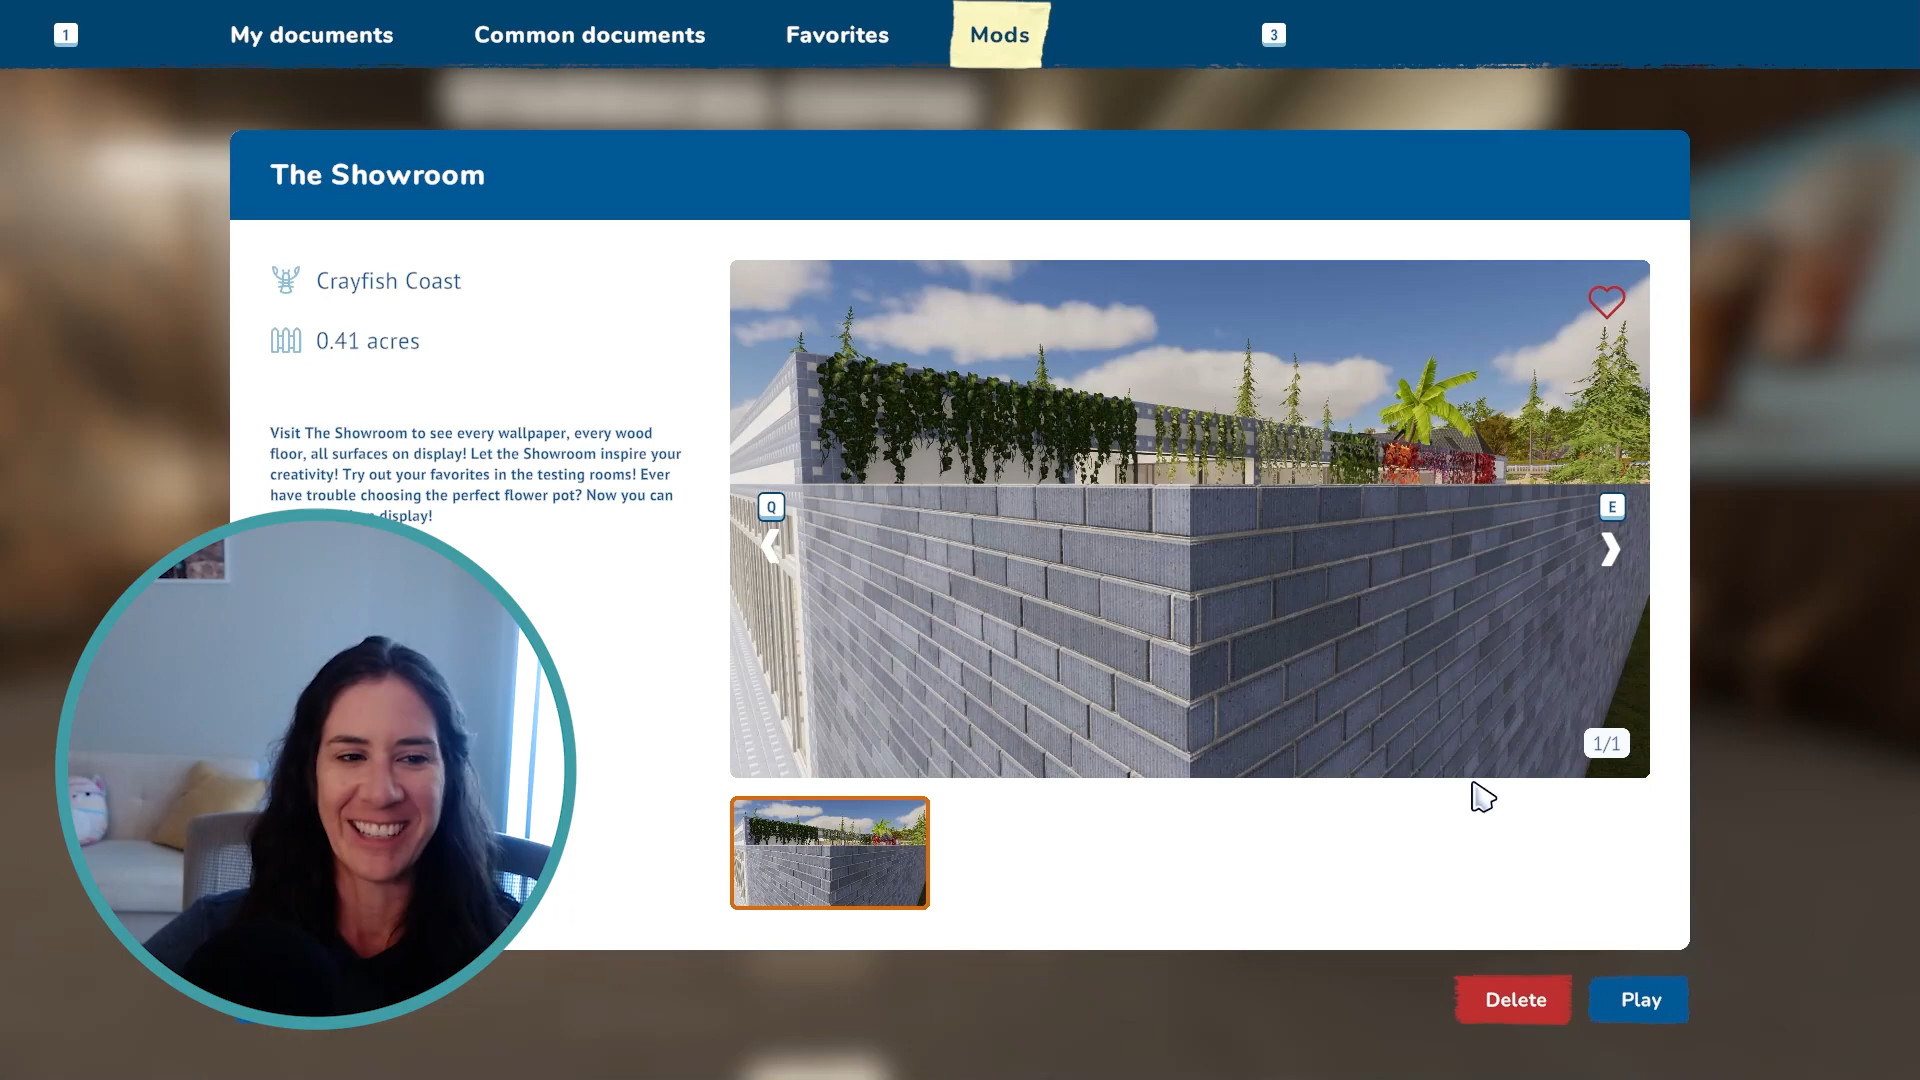 1 My documents Common documents Favorites Mods 3
The Showroom
Crayfish Coast
0.41 acres
Visit The Showroom to see every wallpaper, every wood
floor, all surfaces on display! Let the Showroom inspire your
creativity! Try out your favorites in the testing rooms! Ever
have trouble choosing the perfect flower pot? Now you can
display!
Q
E
1/1
Delete Play